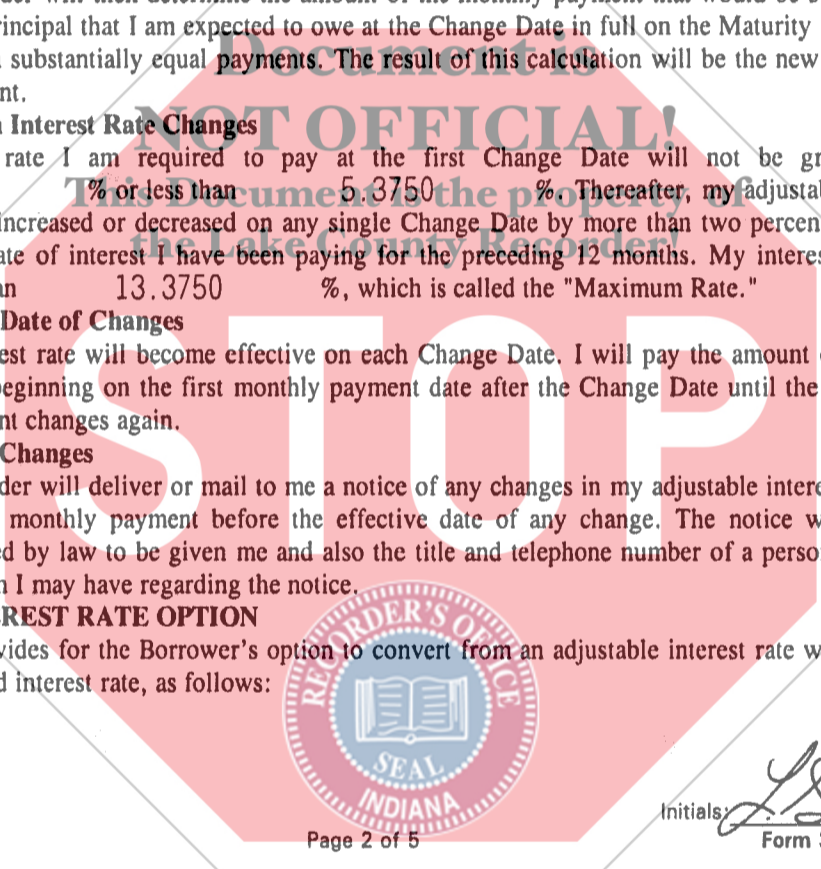 principal that I am expected to owe at the Change Date in full on the Maturity
substantially equal payments. The result of this calculation will be the new
nt.
Interest Rate Changes
rate I am required to pay at the first Change Date will not be gr
% or less than 5.3750 %. Thereafter, my adjustab
increased or decreased on any single Change Date by more than two percen
ate of interest I have been paying for the preceding 12 months. My interes
an 13.3750 %, which is called the "Maximum Rate."
Date of Changes
est rate will become effective on each Change Date. I will pay the amount
beginning on the first monthly payment date after the Change Date until the
nt changes again.
Changes
der will deliver or mail to me a notice of any changes in my adjustable intere
monthly payment before the effective date of any change. The notice w
d by law to be given me and also the title and telephone number of a perso
n I may have regarding the notice.
REST RATE OPTION
vides for the Borrower's option to convert from an adjustable interest rate w
d interest rate, as follows:
Document is
NOT OFFICIAL!
This Document is the property of
the Lake County Recorder!
STOP
RECORDER'S OFFICE
SEAL
INDIANA
Initials:
Page 2 of 5
Form